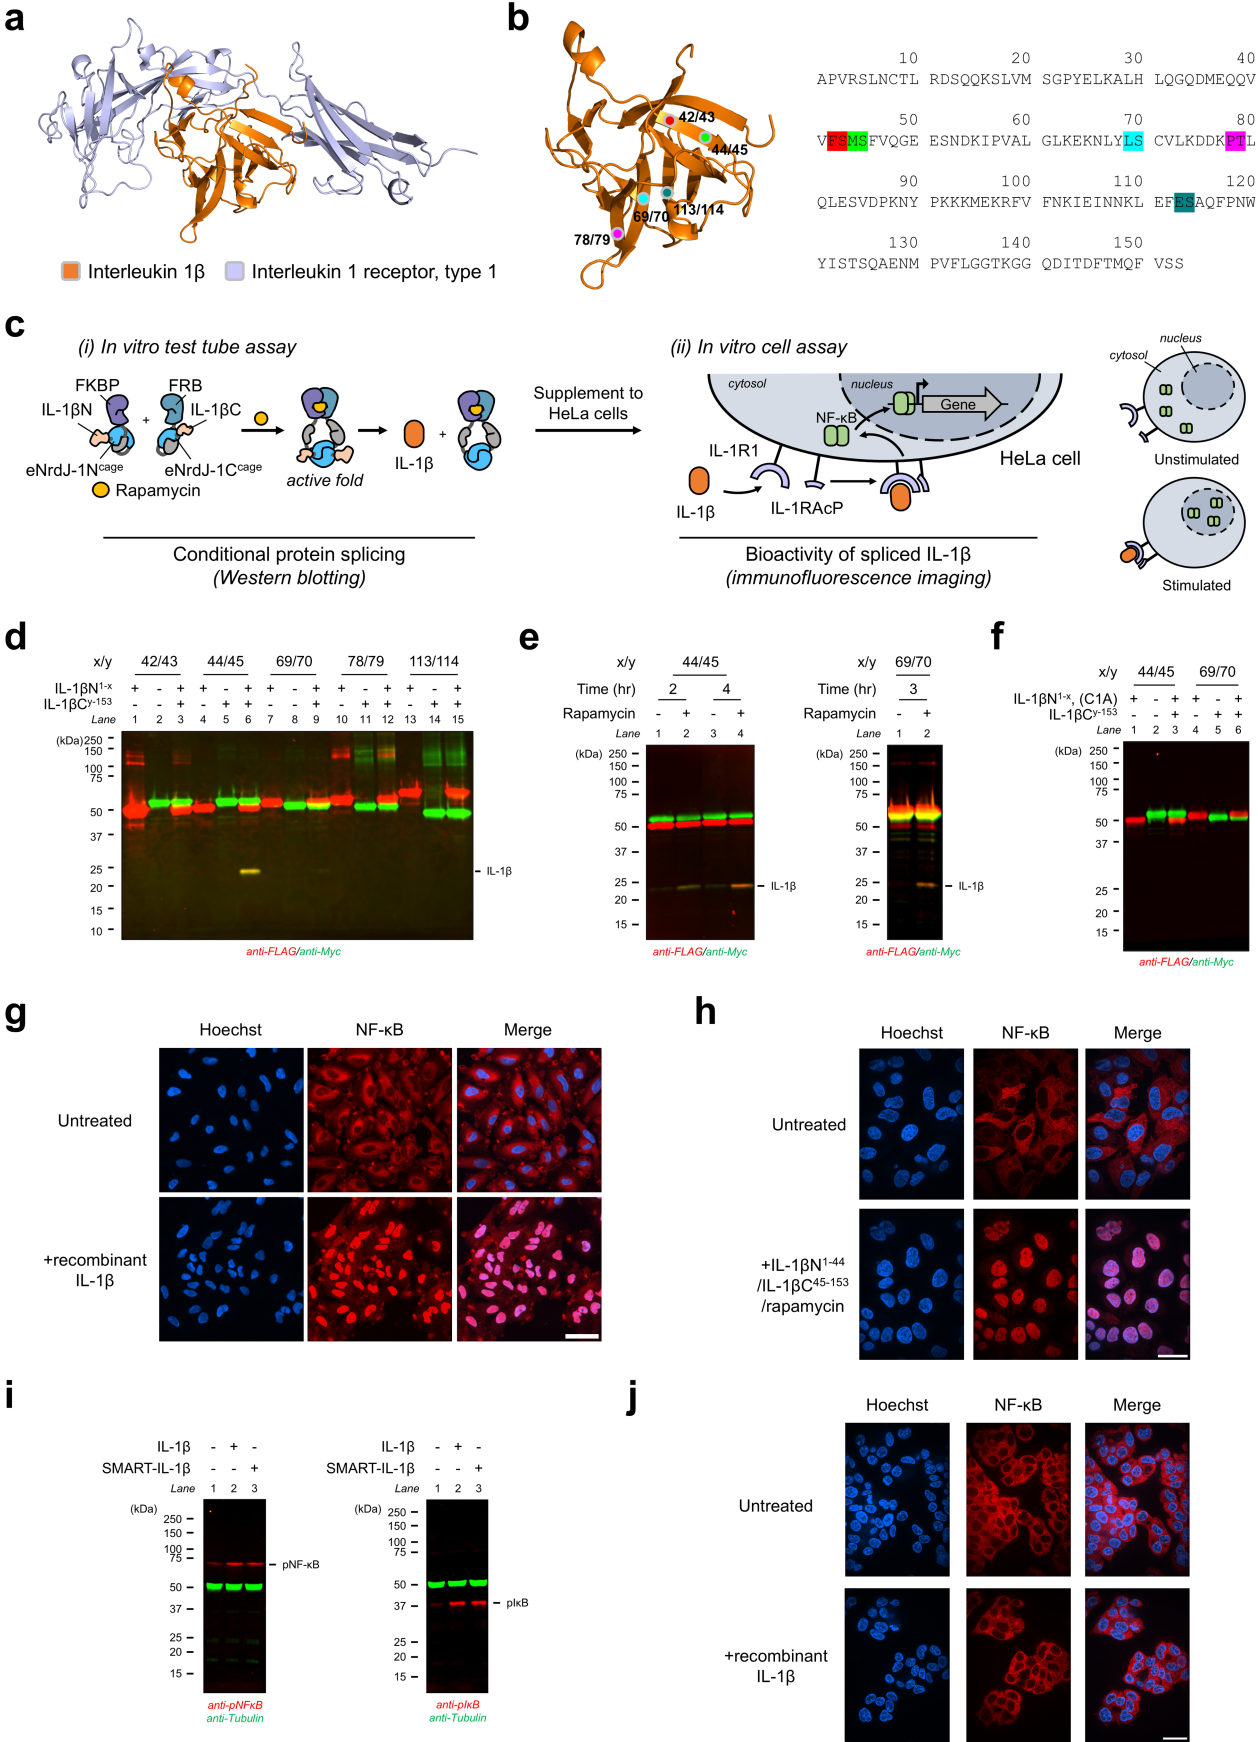 a
Interleukin 1β
Interleukin 1 receptor, type 1
b
42/43
44/45
69/70
113/114
78/79
10 20 30 40
APVRSLNCTL RDSQQKSLVM SGPYELKALH LQGQDMEQQV
50 60 70 80
VFSMSFVQGE ESNDKIPVAL GLKEKNLYLS CVLKDDKPTL
90 100 110 120
QLESVDPKNY PKKKMEKRFV FNKIEINNKL EFESAQFPNW
130 140 150
YISTSQAENM PVFLGGTKGG QDITDFTMQF VSS
c
(i) In vitro test tube assay
FKBP
FRB
IL-1βN
IL-1βC
+
eNrdJ-1N^cage
eNrdJ-1C^cage
Rapamycin
active fold
IL-1β
+
Conditional protein splicing
(Western blotting)
Supplement to
HeLa cells
(ii) In vitro cell assay
cytosol
nucleus
Gene
NF-κB
IL-1R1
HeLa cell
IL-1β
IL-1RAcP
Bioactivity of spliced IL-1β
(immunofluorescence imaging)
nucleus
cytosol
Unstimulated
Stimulated
d
x/y 42/43 44/45 69/70 78/79 113/114
IL-1βN^1-x + - + + - + + - + + - + + - +
IL-1βC^y-153 - + + - + + - + + - + + - + +
Lane 1 2 3 4 5 6 7 8 9 10 11 12 13 14 15
(kDa)
250
150
100
75
50
37
25
20
15
10
IL-1β
anti-FLAG/anti-Myc
e
x/y 44/45
Time (hr) 2 4
Rapamycin - + - +
Lane 1 2 3 4
(kDa)
250
150
100
75
50
37
25
20
15
IL-1β
anti-FLAG/anti-Myc
x/y 69/70
Time (hr) 3
Rapamycin - +
Lane 1 2
(kDa)
250
150
100
75
50
37
25
20
15
IL-1β
anti-FLAG/anti-Myc
f
x/y 44/45 69/70
IL-1βN^1-x, (C1A) + - + + - +
IL-1βC^y-153 - + + - + +
Lane 1 2 3 4 5 6
(kDa)
250
150
100
75
50
37
25
20
15
anti-FLAG/anti-Myc
g
Hoechst NF-κB Merge
Untreated
+recombinant
IL-1β
h
Hoechst NF-κB Merge
Untreated
+IL-1βN^1-44
/IL-1βC^45-153
/rapamycin
i
IL-1β - + -
SMART-IL-1β - - +
Lane 1 2 3
(kDa)
250
150
100
75
50
37
25
20
15
pNF-κB
anti-pNFκB
anti-Tubulin
IL-1β - + -
SMART-IL-1β - - +
Lane 1 2 3
(kDa)
250
150
100
75
50
37
25
20
15
pIκB
anti-pIκB
anti-Tubulin
j
Hoechst NF-κB Merge
Untreated
+recombinant
IL-1β